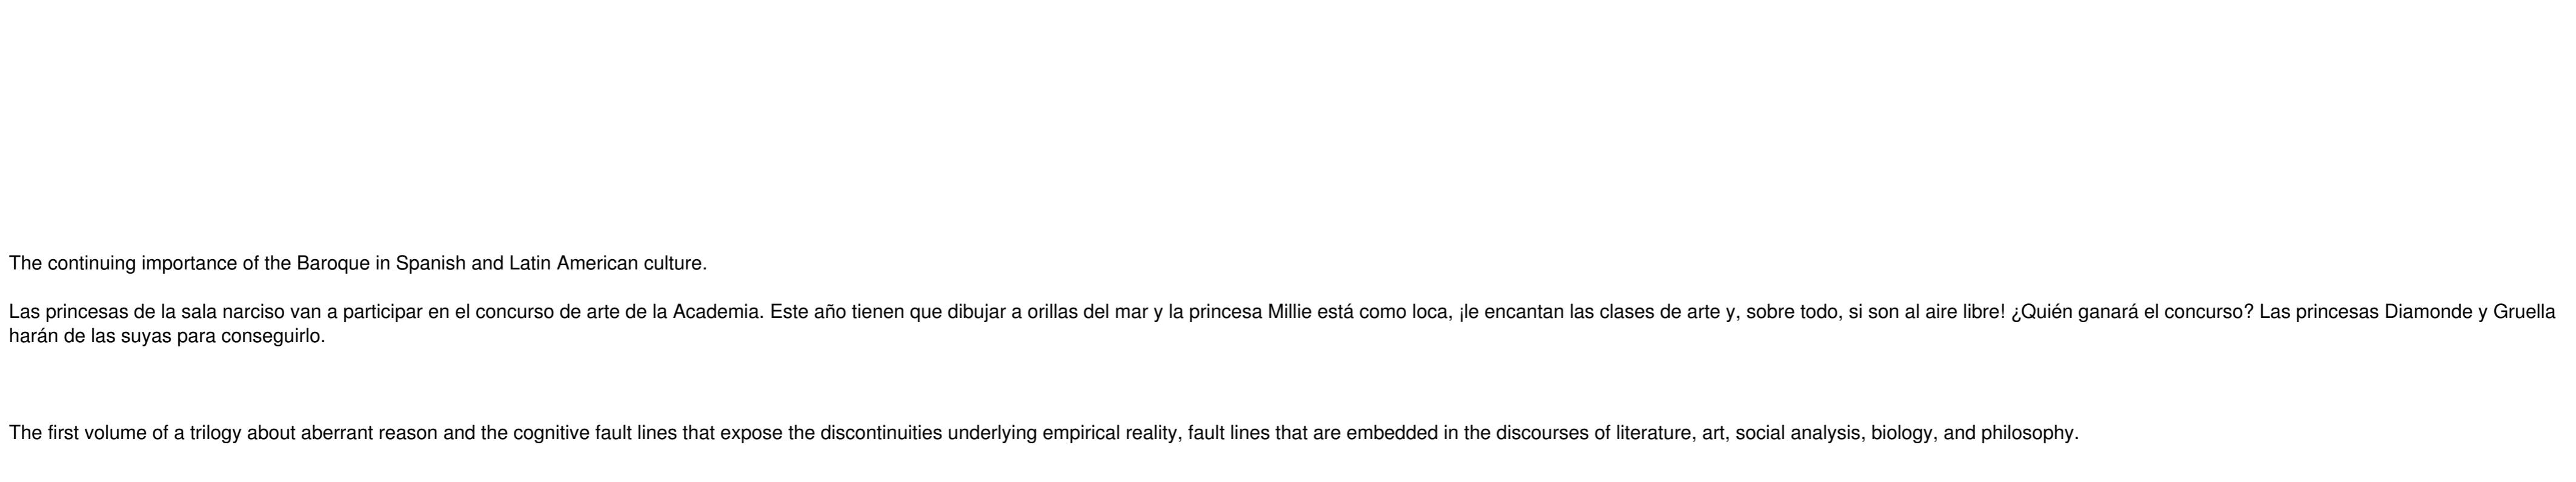 The continuing importance of the Baroque in Spanish and Latin American culture.
Las princesas de la sala narciso van a participar en el concurso de arte de la Academia. Este año tienen que dibujar a orillas del mar y la princesa Millie está como loca, ¡le encantan las clases de arte y, sobre todo, si son al aire libre! ¿Quién ganará el concurso? Las princesas Diamonde y Gruella
harán de las suyas para conseguirlo.
The first volume of a trilogy about aberrant reason and the cognitive fault lines that expose the discontinuities underlying empirical reality, fault lines that are embedded in the discourses of literature, art, social analysis, biology, and philosophy.